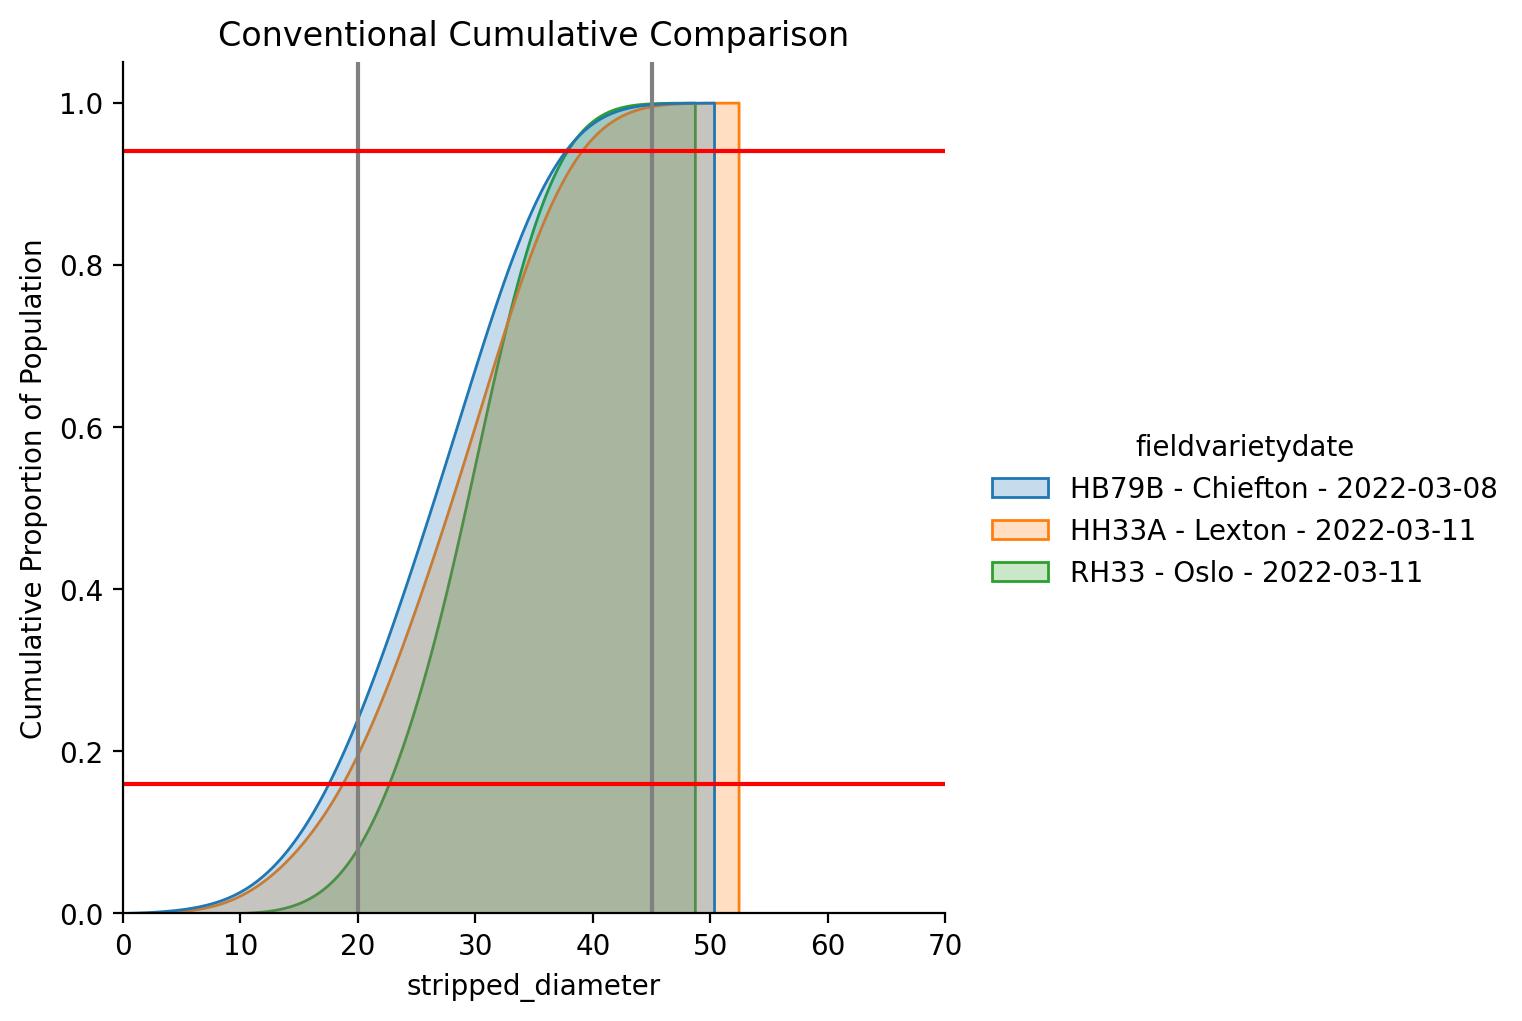 Conventional Cumulative Comparison
Cumulative Proportion of Population
1.0
0.8
0.6
0.4
0.2
0.0
0 10 20 30 40 50 60 70
stripped_diameter
fieldvarietydate
HB79B - Chiefton - 2022-03-08
HH33A - Lexton - 2022-03-11
RH33 - Oslo - 2022-03-11